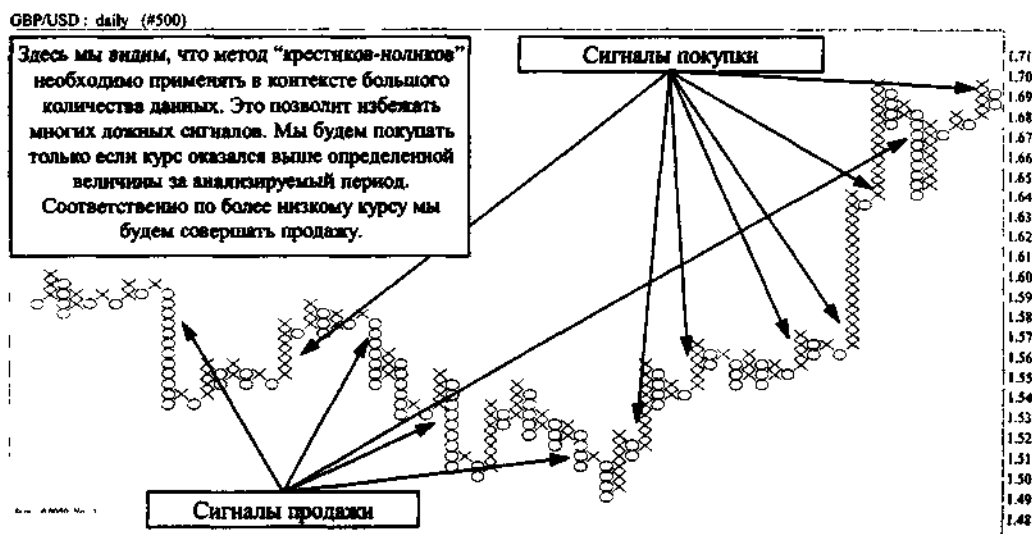 GBP/USD : daily (#500)
Здесь мы видим, что метод “крестиков-ноликов”
необходимо применять в контексте большого
количества данных. Это позволит избежать
многих ложных сигналов. Мы будем покупать
только если курс оказался выше определенной
величины за анализируемый период.
Соответственно по более низкому курсу мы
будем совершать продажу.
Сигналы покупки
1.71
1.70
1.69
1.68
1.67
1.66
1.65
1.64
1.63
1.62
1.61
1.60
1.59
1.58
1.57
1.56
1.55
1.54
1.53
1.52
1.51
1.50
1.49
1.48
Сигналы продажи